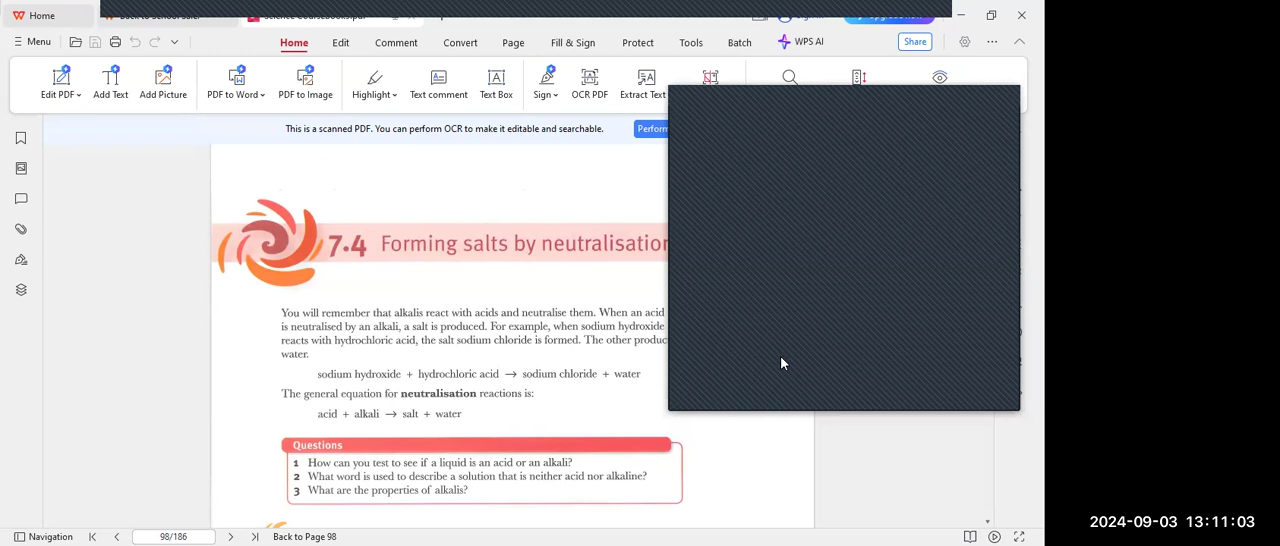 Home
Menu
Home Edit Comment Convert Page Fill & Sign Protect Tools Batch WPS AI Share
Edit PDF Add Text Add Picture PDF to Word PDF to Image Highlight Text comment Text Box Sign OCR PDF Extract Text
This is a scanned PDF. You can perform OCR to make it editable and searchable. Perform
7.4 Forming salts by neutralisation
You will remember that alkalis react with acids and neutralise them. When an acid
is neutralised by an alkali, a salt is produced. For example, when sodium hydroxide
reacts with hydrochloric acid, the salt sodium chloride is formed. The other produc
water.
sodium hydroxide + hydrochloric acid → sodium chloride + water
The general equation for neutralisation reactions is:
acid + alkali → salt + water
Questions
1 How can you test to see if a liquid is an acid or an alkali?
2 What word is used to describe a solution that is neither acid nor alkaline?
3 What are the properties of alkalis?
Navigation 98/186 Back to Page 98
2024-09-03 13:11:03